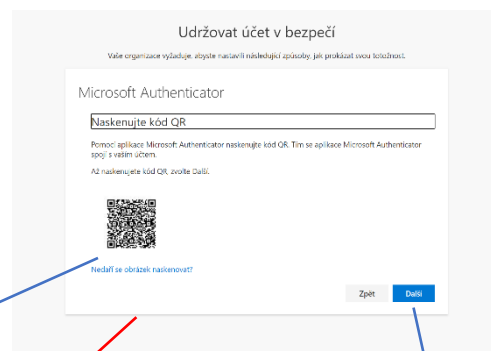 Udržovat účet v bezpečí
Vaše organizace vyžaduje, abyste nastavili následující způsoby, jak prokázat svou totožnost.
Microsoft Authenticator
Naskenujte kód QR
Pomocí aplikace Microsoft Authenticator naskenujte kód QR. Tím se aplikace Microsoft Authenticator
spojí s vaším účtem.
Až naskenujete kód QR, zvolte Další.
Nedaří se obrázek naskenovat?
Zpět
Další